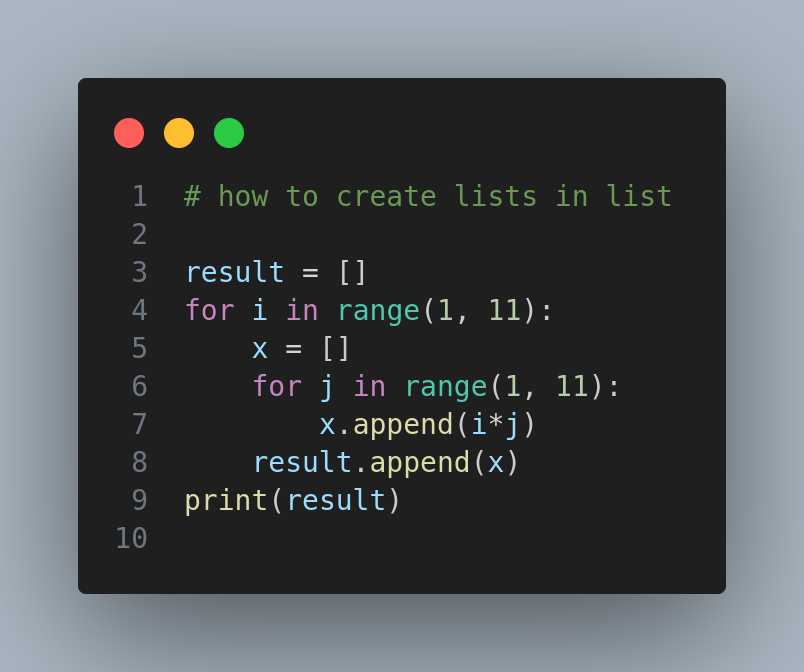 1 # how to create lists in list
2
3 result = []
4 for i in range(1, 11):
5     x = []
6     for j in range(1, 11):
7         x.append(i*j)
8     result.append(x)
9 print(result)
10